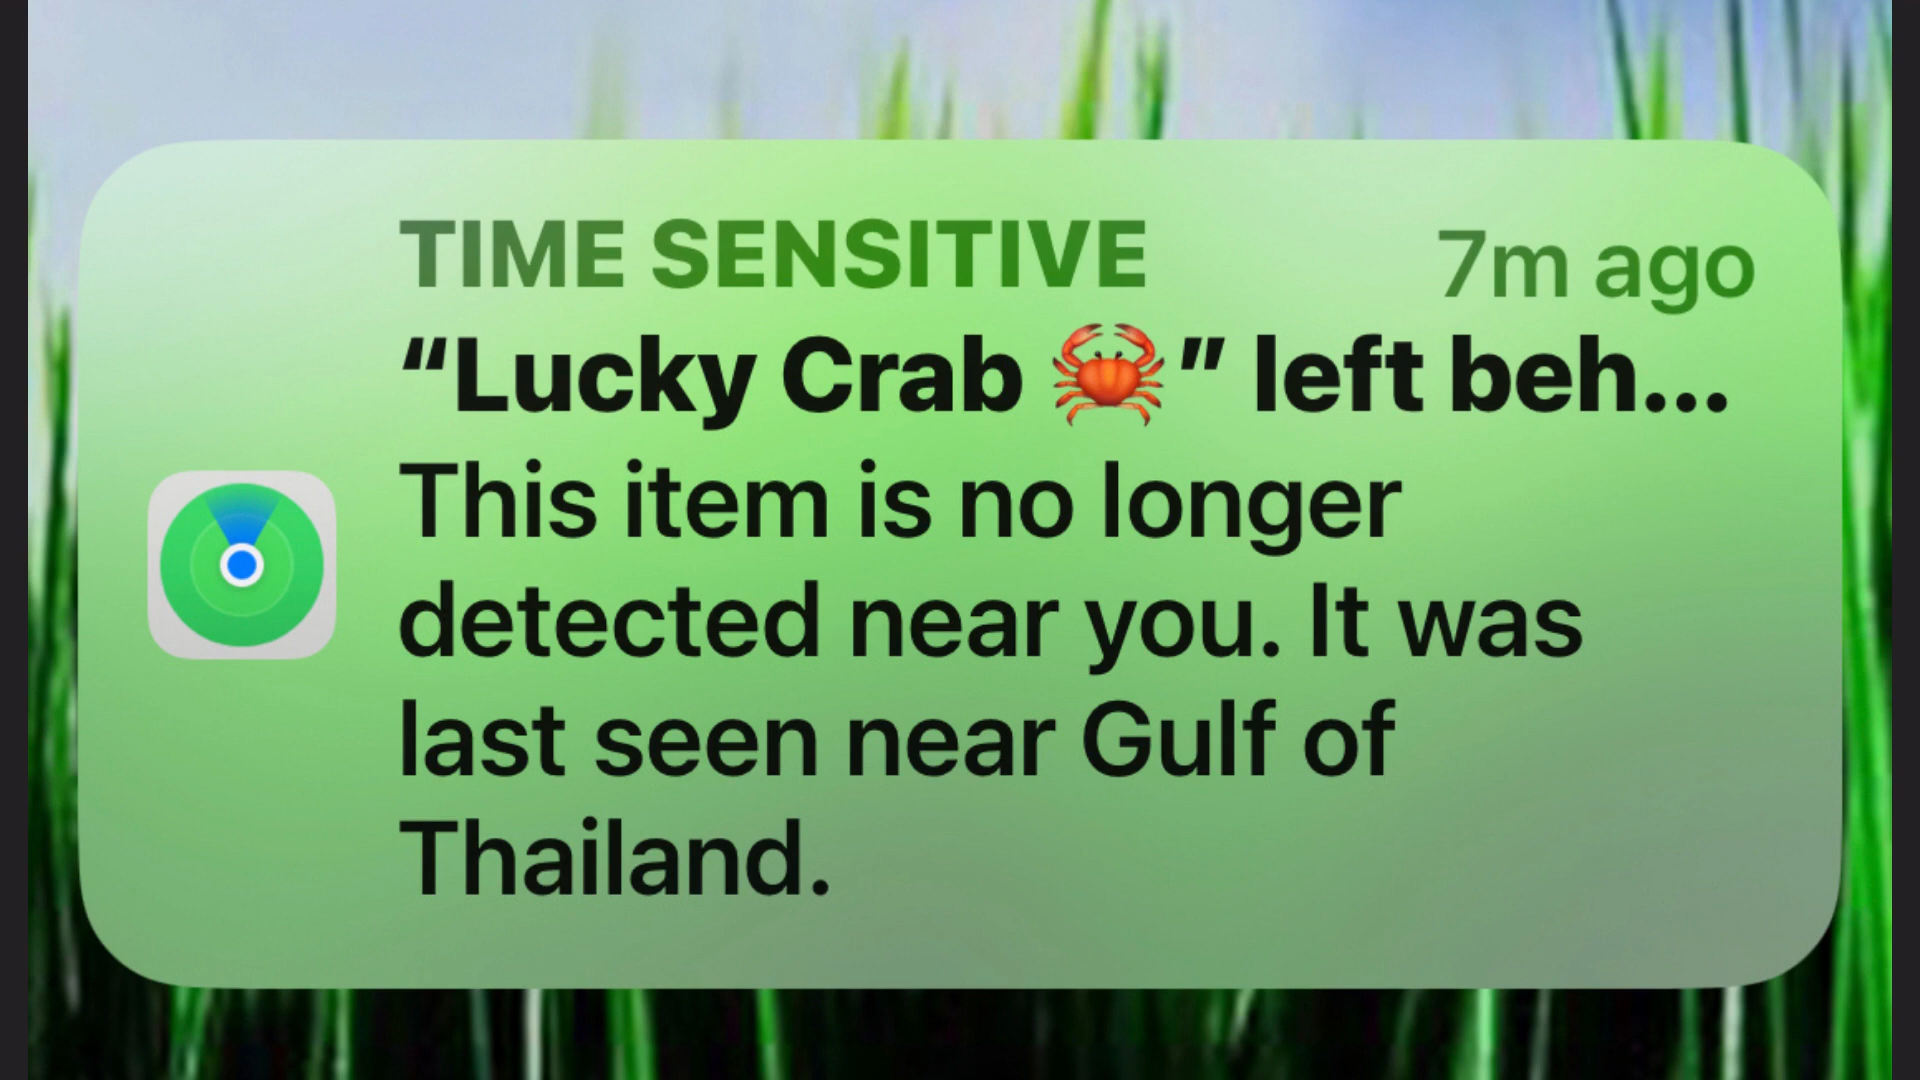 TIME SENSITIVE 7m ago
“Lucky Crab 🦀” left beh...
This item is no longer
detected near you. It was
last seen near Gulf of
Thailand.